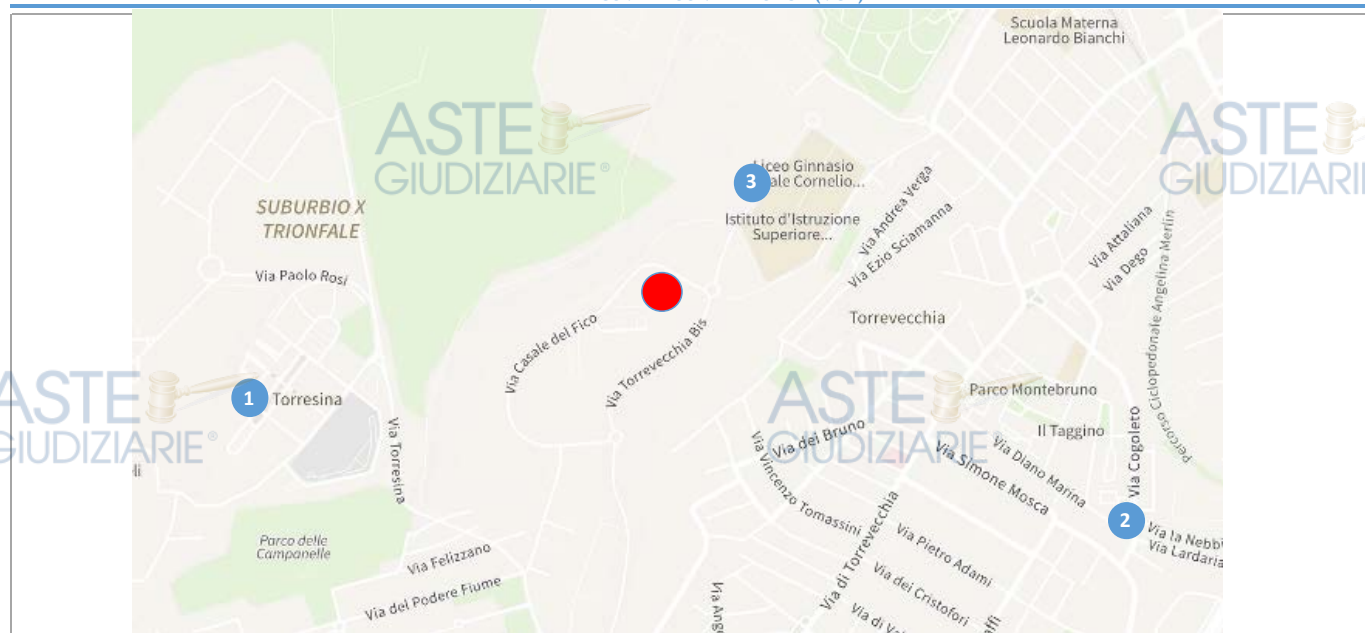 Scuola Materna
Leonardo Bianchi
ASTE
GIUDIZIARIE®
ASTE
GIUDIZIARIE
Liceo Ginnasio
3
ale Cornelio...
Istituto d'Istruzione
Superiore...
Via Andrea Verga
Via Ezio Sciamanna
SUBURBIO X
TRIONFALE
Via Attaliana
Via Dego
Percorso Ciclopedonale Angelina Merlin
Via Paolo Rosi
Via Casale del Fico
Via Torrevecchia Bis
Torrevecchia
ASTE
GIUDIZIARIE®
1
Torresina
Via Torresina
ASTE
GIUDIZIARIE®
Parco Montebruno
Il Taggino
Via Cogoleto
Via dei Bruno
Via Vincenzo Tomassini
Via Simone Mosca
Via Diano Marina
2
Via la Nebbi
Via Lardaria
Parco delle
Campanelle
Via Felizzano
Via del Podere Fiume
Via di Torrevecchia
Via Pietro Adami
Via dei Cristofori
Via Ang